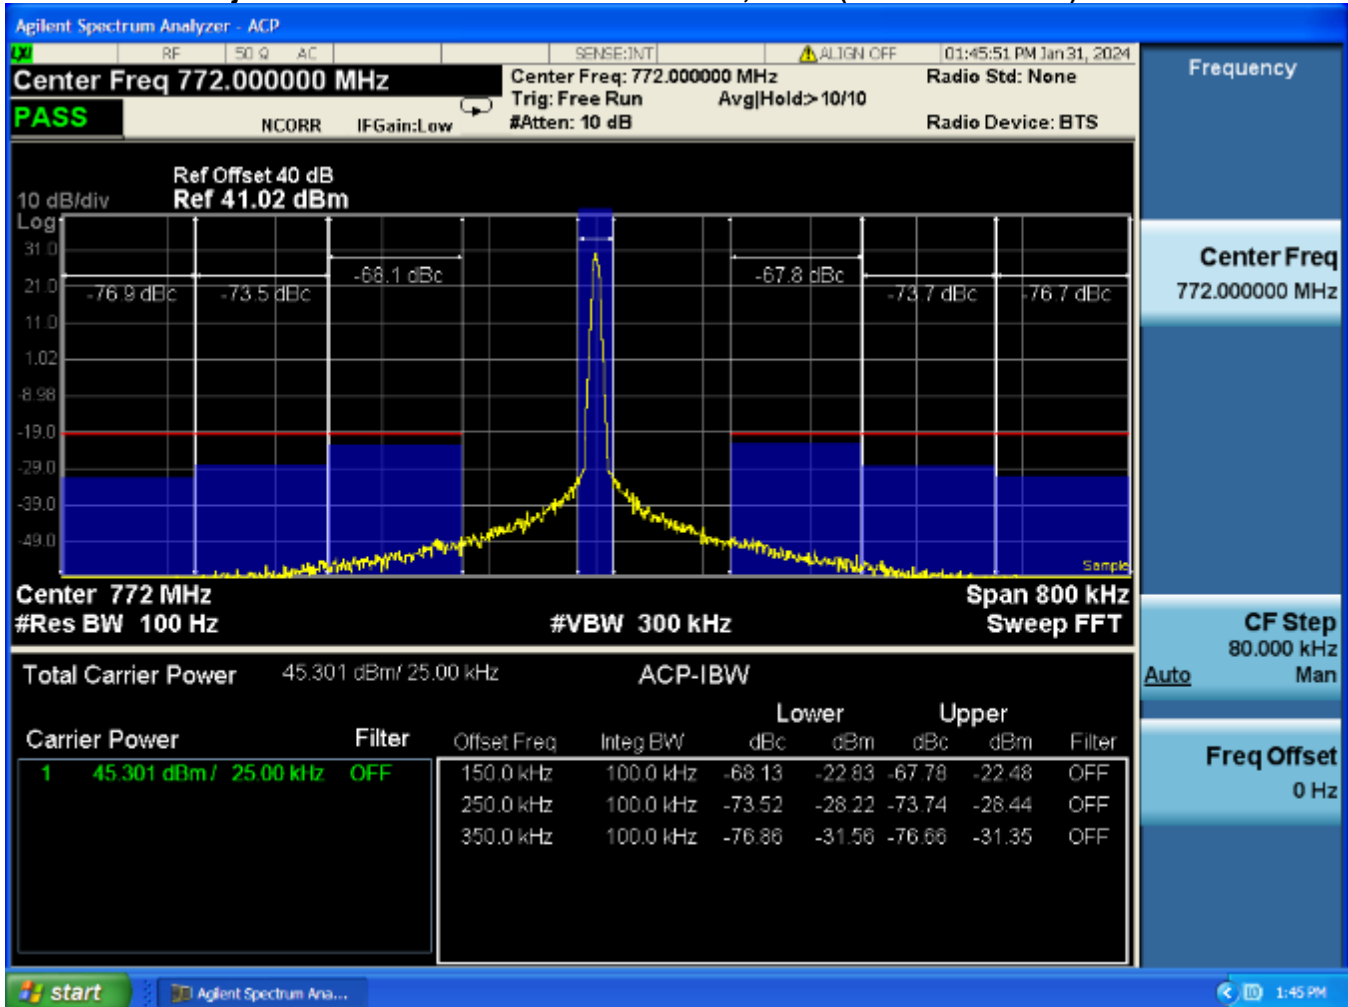 Agilent Spectrum Analyzer - ACP
LXI RF 50 Ω AC SENSE:INT ALIGN OFF 01:45:51 PM Jan 31, 2024
Center Freq 772.000000 MHz
Center Freq: 772.000000 MHz
Radio Std: None
Trig: Free Run Avg|Hold:>10/10
PASS
NCORR IFGain:Low
#Atten: 10 dB
Radio Device: BTS
Ref Offset 40 dB
10 dB/div Ref 41.02 dBm
Log
31.0
21.0
11.0
1.02
-8.98
-19.0
-29.0
-39.0
-49.0
-76.9 dBc
-73.5 dBc
-68.1 dBc
-67.8 dBc
-73.7 dBc
-76.7 dBc
Sample
Center 772 MHz Span 800 kHz
#Res BW 100 Hz #VBW 300 kHz Sweep FFT
Total Carrier Power 45.301 dBm/ 25.00 kHz ACP-IBW
Lower Upper
Carrier Power Filter Offset Freq Integ BW dBc dBm dBc dBm Filter
1 45.301 dBm / 25.00 kHz OFF 150.0 kHz 100.0 kHz -68.13 -22.83 -67.78 -22.48 OFF
250.0 kHz 100.0 kHz -73.52 -28.22 -73.74 -28.44 OFF
350.0 kHz 100.0 kHz -76.86 -31.56 -76.66 -31.35 OFF
Frequency
Center Freq
772.000000 MHz
CF Step
80.000 kHz
Auto Man
Freq Offset
0 Hz
start Agilent Spectrum Ana... 1:45 PM